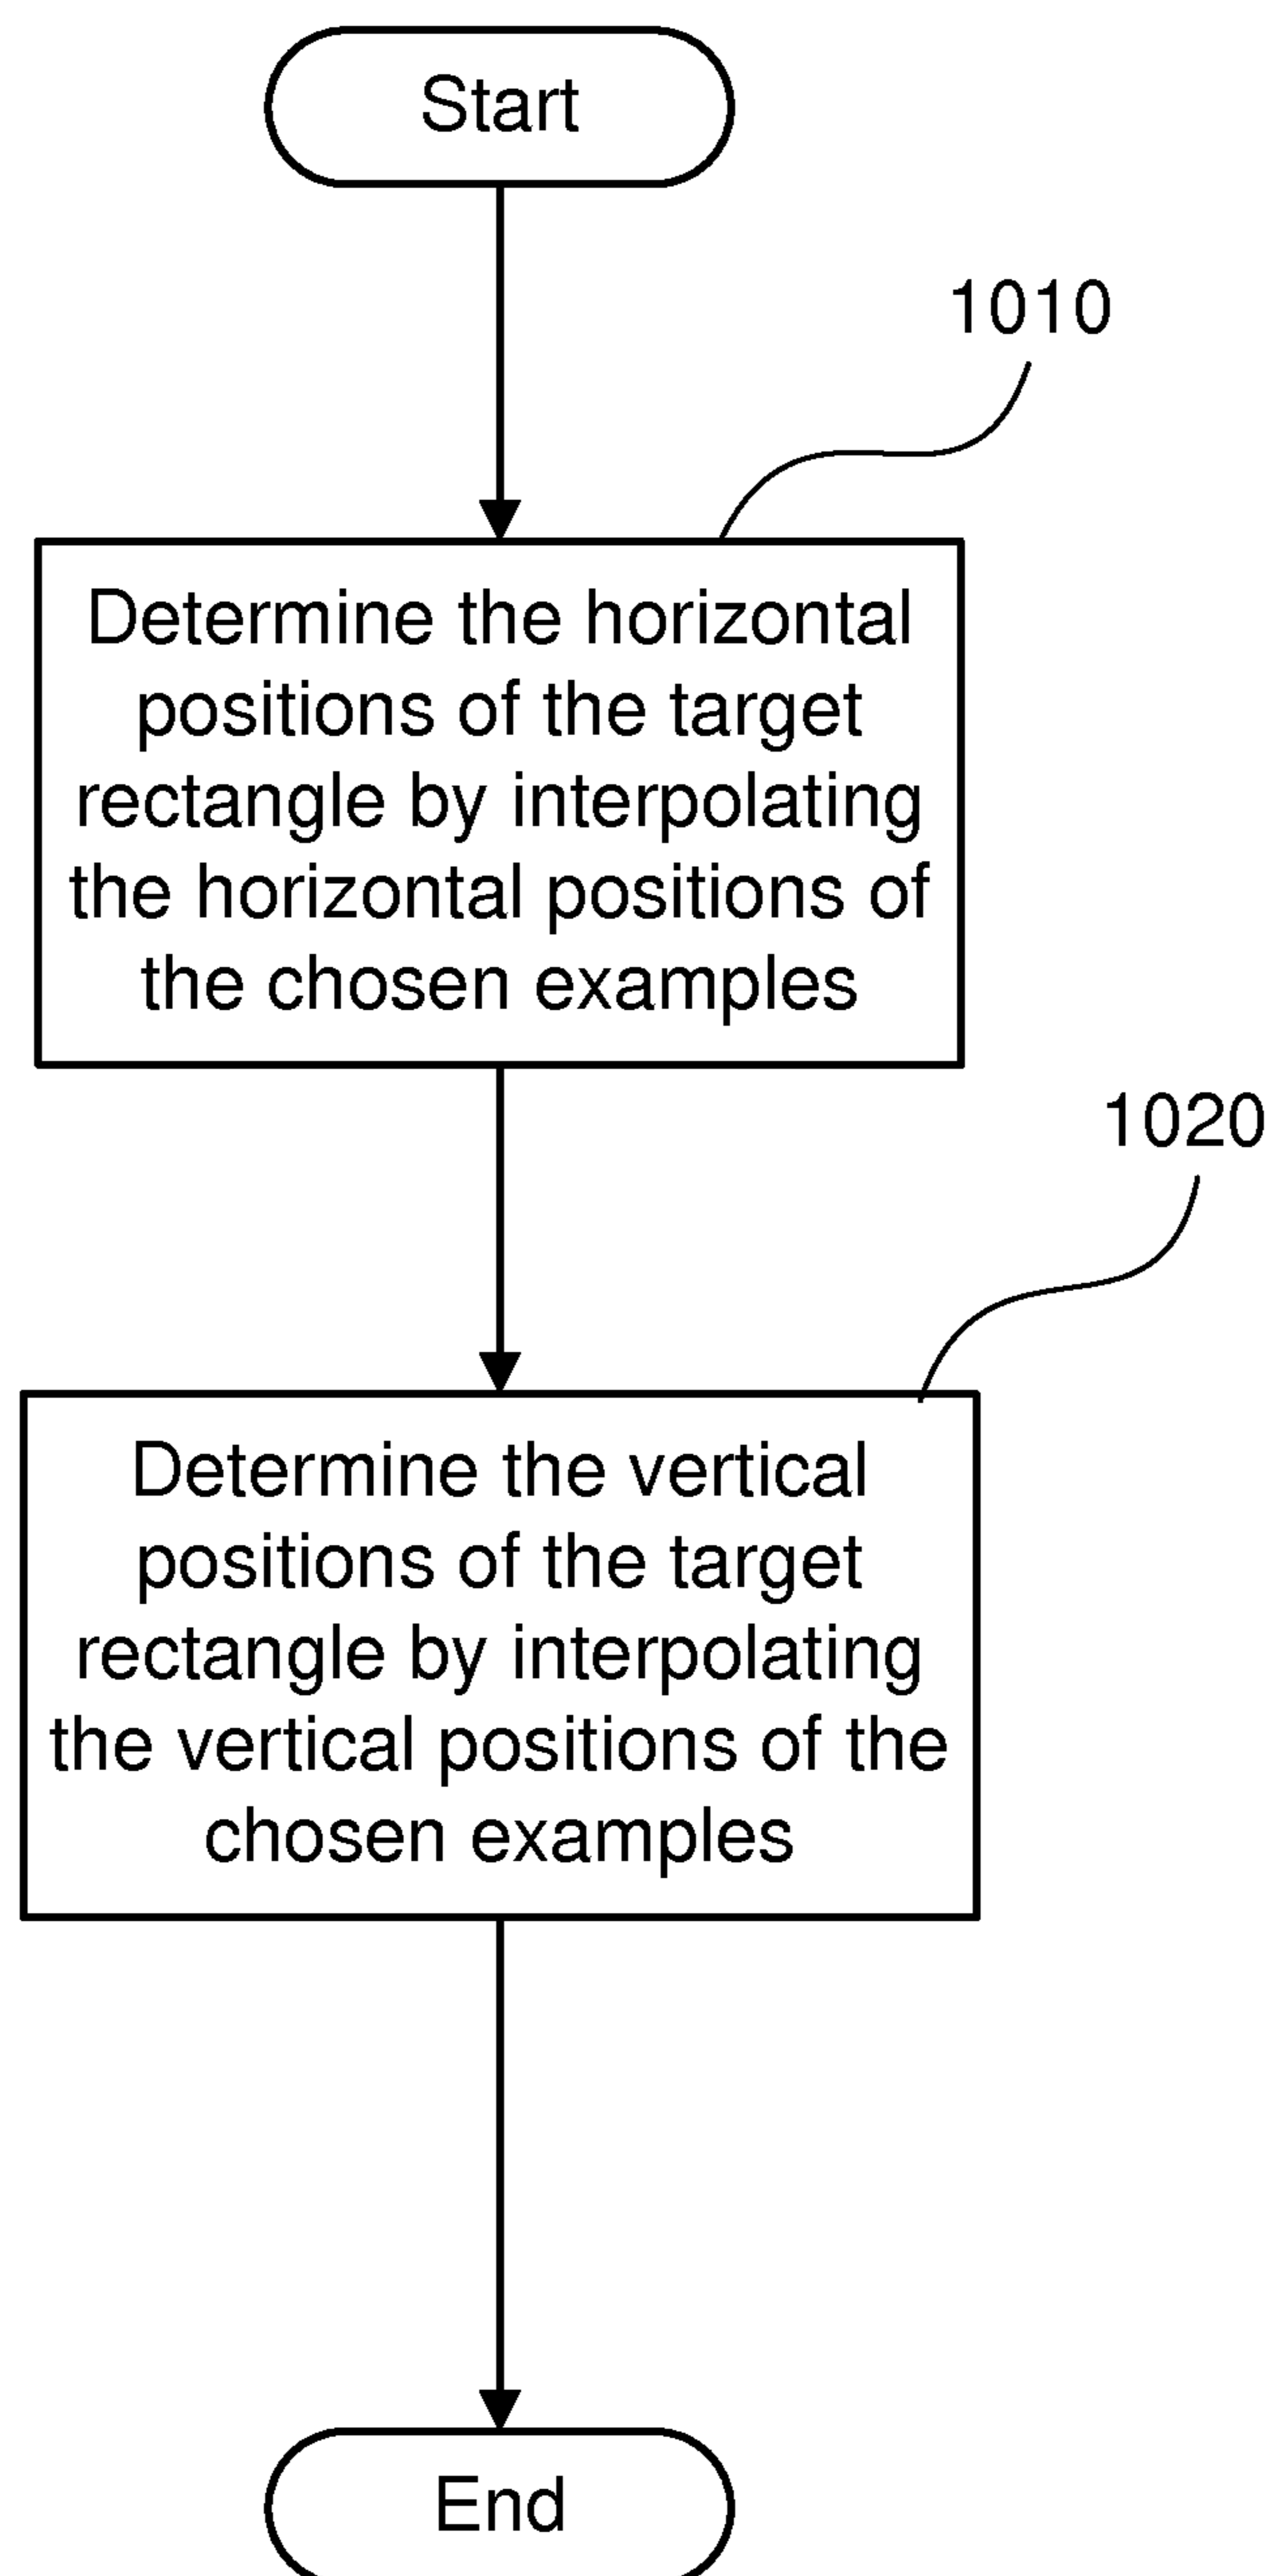 Start
1010
Determine the horizontal
positions of the target
rectangle by interpolating
the horizontal positions of
the chosen examples
1020
Determine the vertical
positions of the target
rectangle by interpolating
the vertical positions of the
chosen examples
End